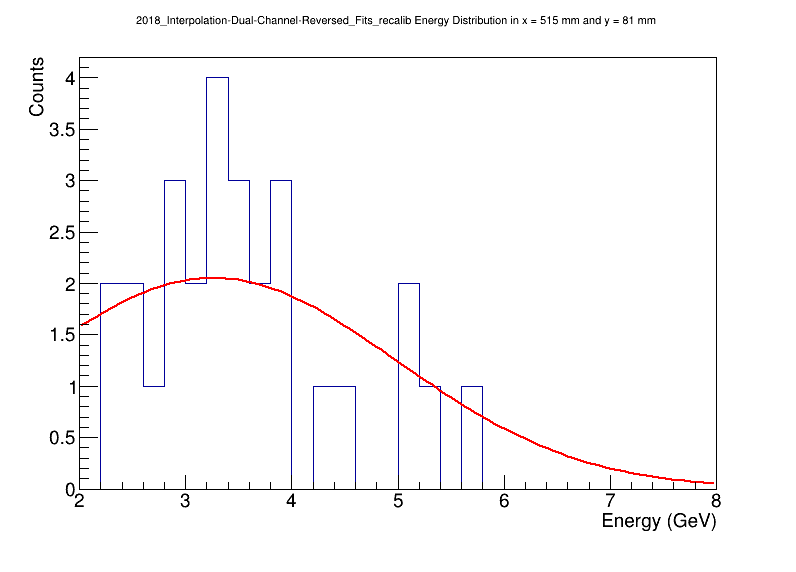 2018_Interpolation-Dual-Channel-Reversed_Fits_recalib Energy Distribution in x = 515 mm and y = 81 mm
Counts
4
3.5
3
2.5
2
1.5
1
0.5
0
2 3 4 5 6 7 8
Energy (GeV)